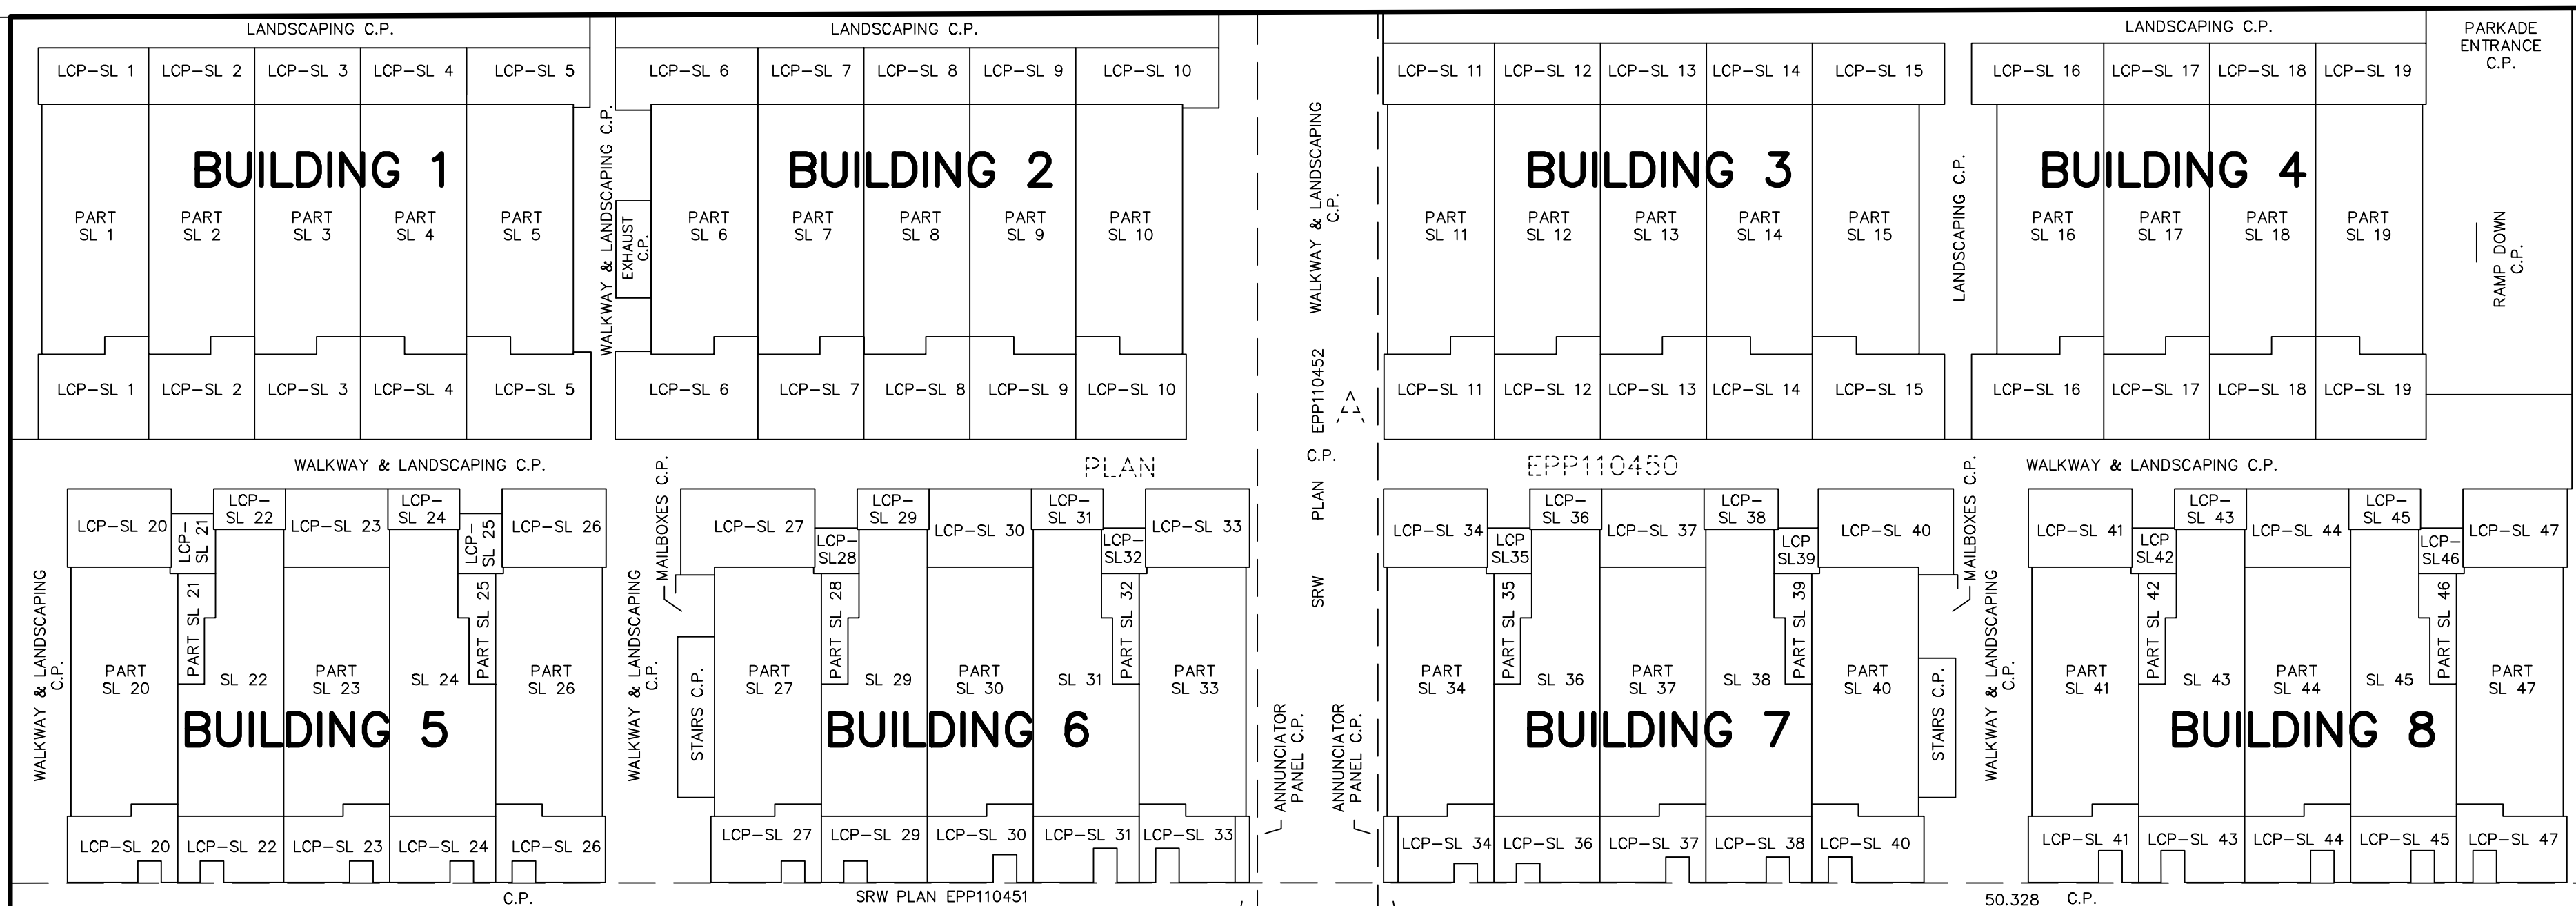 LANDSCAPING C.P.
LANDSCAPING C.P.
LANDSCAPING C.P.
PARKADE
ENTRANCE
C.P.
LCP-SL 1
LCP-SL 2
LCP-SL 3
LCP-SL 4
LCP-SL 5
LCP-SL 6
LCP-SL 7
LCP-SL 8
LCP-SL 9
LCP-SL 10
LCP-SL 11
LCP-SL 12
LCP-SL 13
LCP-SL 14
LCP-SL 15
LCP-SL 16
LCP-SL 17
LCP-SL 18
LCP-SL 19
BUILDING 1
BUILDING 2
BUILDING 3
BUILDING 4
WALKWAY & LANDSCAPING C.P.
EXHAUST
C.P.
WALKWAY & LANDSCAPING
C.P.
LANDSCAPING C.P.
RAMP DOWN
C.P.
PART
SL 1
PART
SL 2
PART
SL 3
PART
SL 4
PART
SL 5
PART
SL 6
PART
SL 7
PART
SL 8
PART
SL 9
PART
SL 10
PART
SL 11
PART
SL 12
PART
SL 13
PART
SL 14
PART
SL 15
PART
SL 16
PART
SL 17
PART
SL 18
PART
SL 19
LCP-SL 1
LCP-SL 2
LCP-SL 3
LCP-SL 4
LCP-SL 5
LCP-SL 6
LCP-SL 7
LCP-SL 8
LCP-SL 9
LCP-SL 10
SRW PLAN EPP110452
C.P.
A
LCP-SL 11
LCP-SL 12
LCP-SL 13
LCP-SL 14
LCP-SL 15
LCP-SL 16
LCP-SL 17
LCP-SL 18
LCP-SL 19
WALKWAY & LANDSCAPING C.P.
PLAN
EPP110450
WALKWAY & LANDSCAPING C.P.
MAILBOXES C.P.
MAILBOXES C.P.
LCP-SL 20
LCP-
SL 21
LCP-
SL 22
LCP-SL 23
LCP-
SL 24
LCP-
SL 25
LCP-SL 26
LCP-SL 27
LCP-
SL28
LCP-
SL 29
LCP-SL 30
LCP-
SL 31
LCP-
SL32
LCP-SL 33
LCP-SL 34
LCP
SL35
LCP-
SL 36
LCP-SL 37
LCP-
SL 38
LCP
SL39
LCP-SL 40
LCP-SL 41
LCP
SL42
LCP-
SL 43
LCP-SL 44
LCP-
SL 45
LCP-
SL46
LCP-SL 47
WALKWAY & LANDSCAPING
C.P.
PART
SL 20
PART SL 21
SL 22
PART
SL 23
SL 24
PART SL 25
PART
SL 26
WALKWAY & LANDSCAPING
C.P.
STAIRS C.P.
PART
SL 27
PART SL 28
SL 29
PART
SL 30
SL 31
PART SL 32
PART
SL 33
ANNUNCIATOR
PANEL C.P.
ANNUNCIATOR
PANEL C.P.
PART
SL 34
PART SL 35
SL 36
PART
SL 37
SL 38
PART SL 39
PART
SL 40
STAIRS C.P.
WALKWAY & LANDSCAPING
C.P.
PART
SL 41
PART SL 42
SL 43
PART
SL 44
SL 45
PART SL 46
PART
SL 47
BUILDING 5
BUILDING 6
BUILDING 7
BUILDING 8
LCP-SL 20
LCP-SL 22
LCP-SL 23
LCP-SL 24
LCP-SL 26
LCP-SL 27
LCP-SL 29
LCP-SL 30
LCP-SL 31
LCP-SL 33
LCP-SL 34
LCP-SL 36
LCP-SL 37
LCP-SL 38
LCP-SL 40
LCP-SL 41
LCP-SL 43
LCP-SL 44
LCP-SL 45
LCP-SL 47
C.P.
SRW PLAN EPP110451
50.328
C.P.